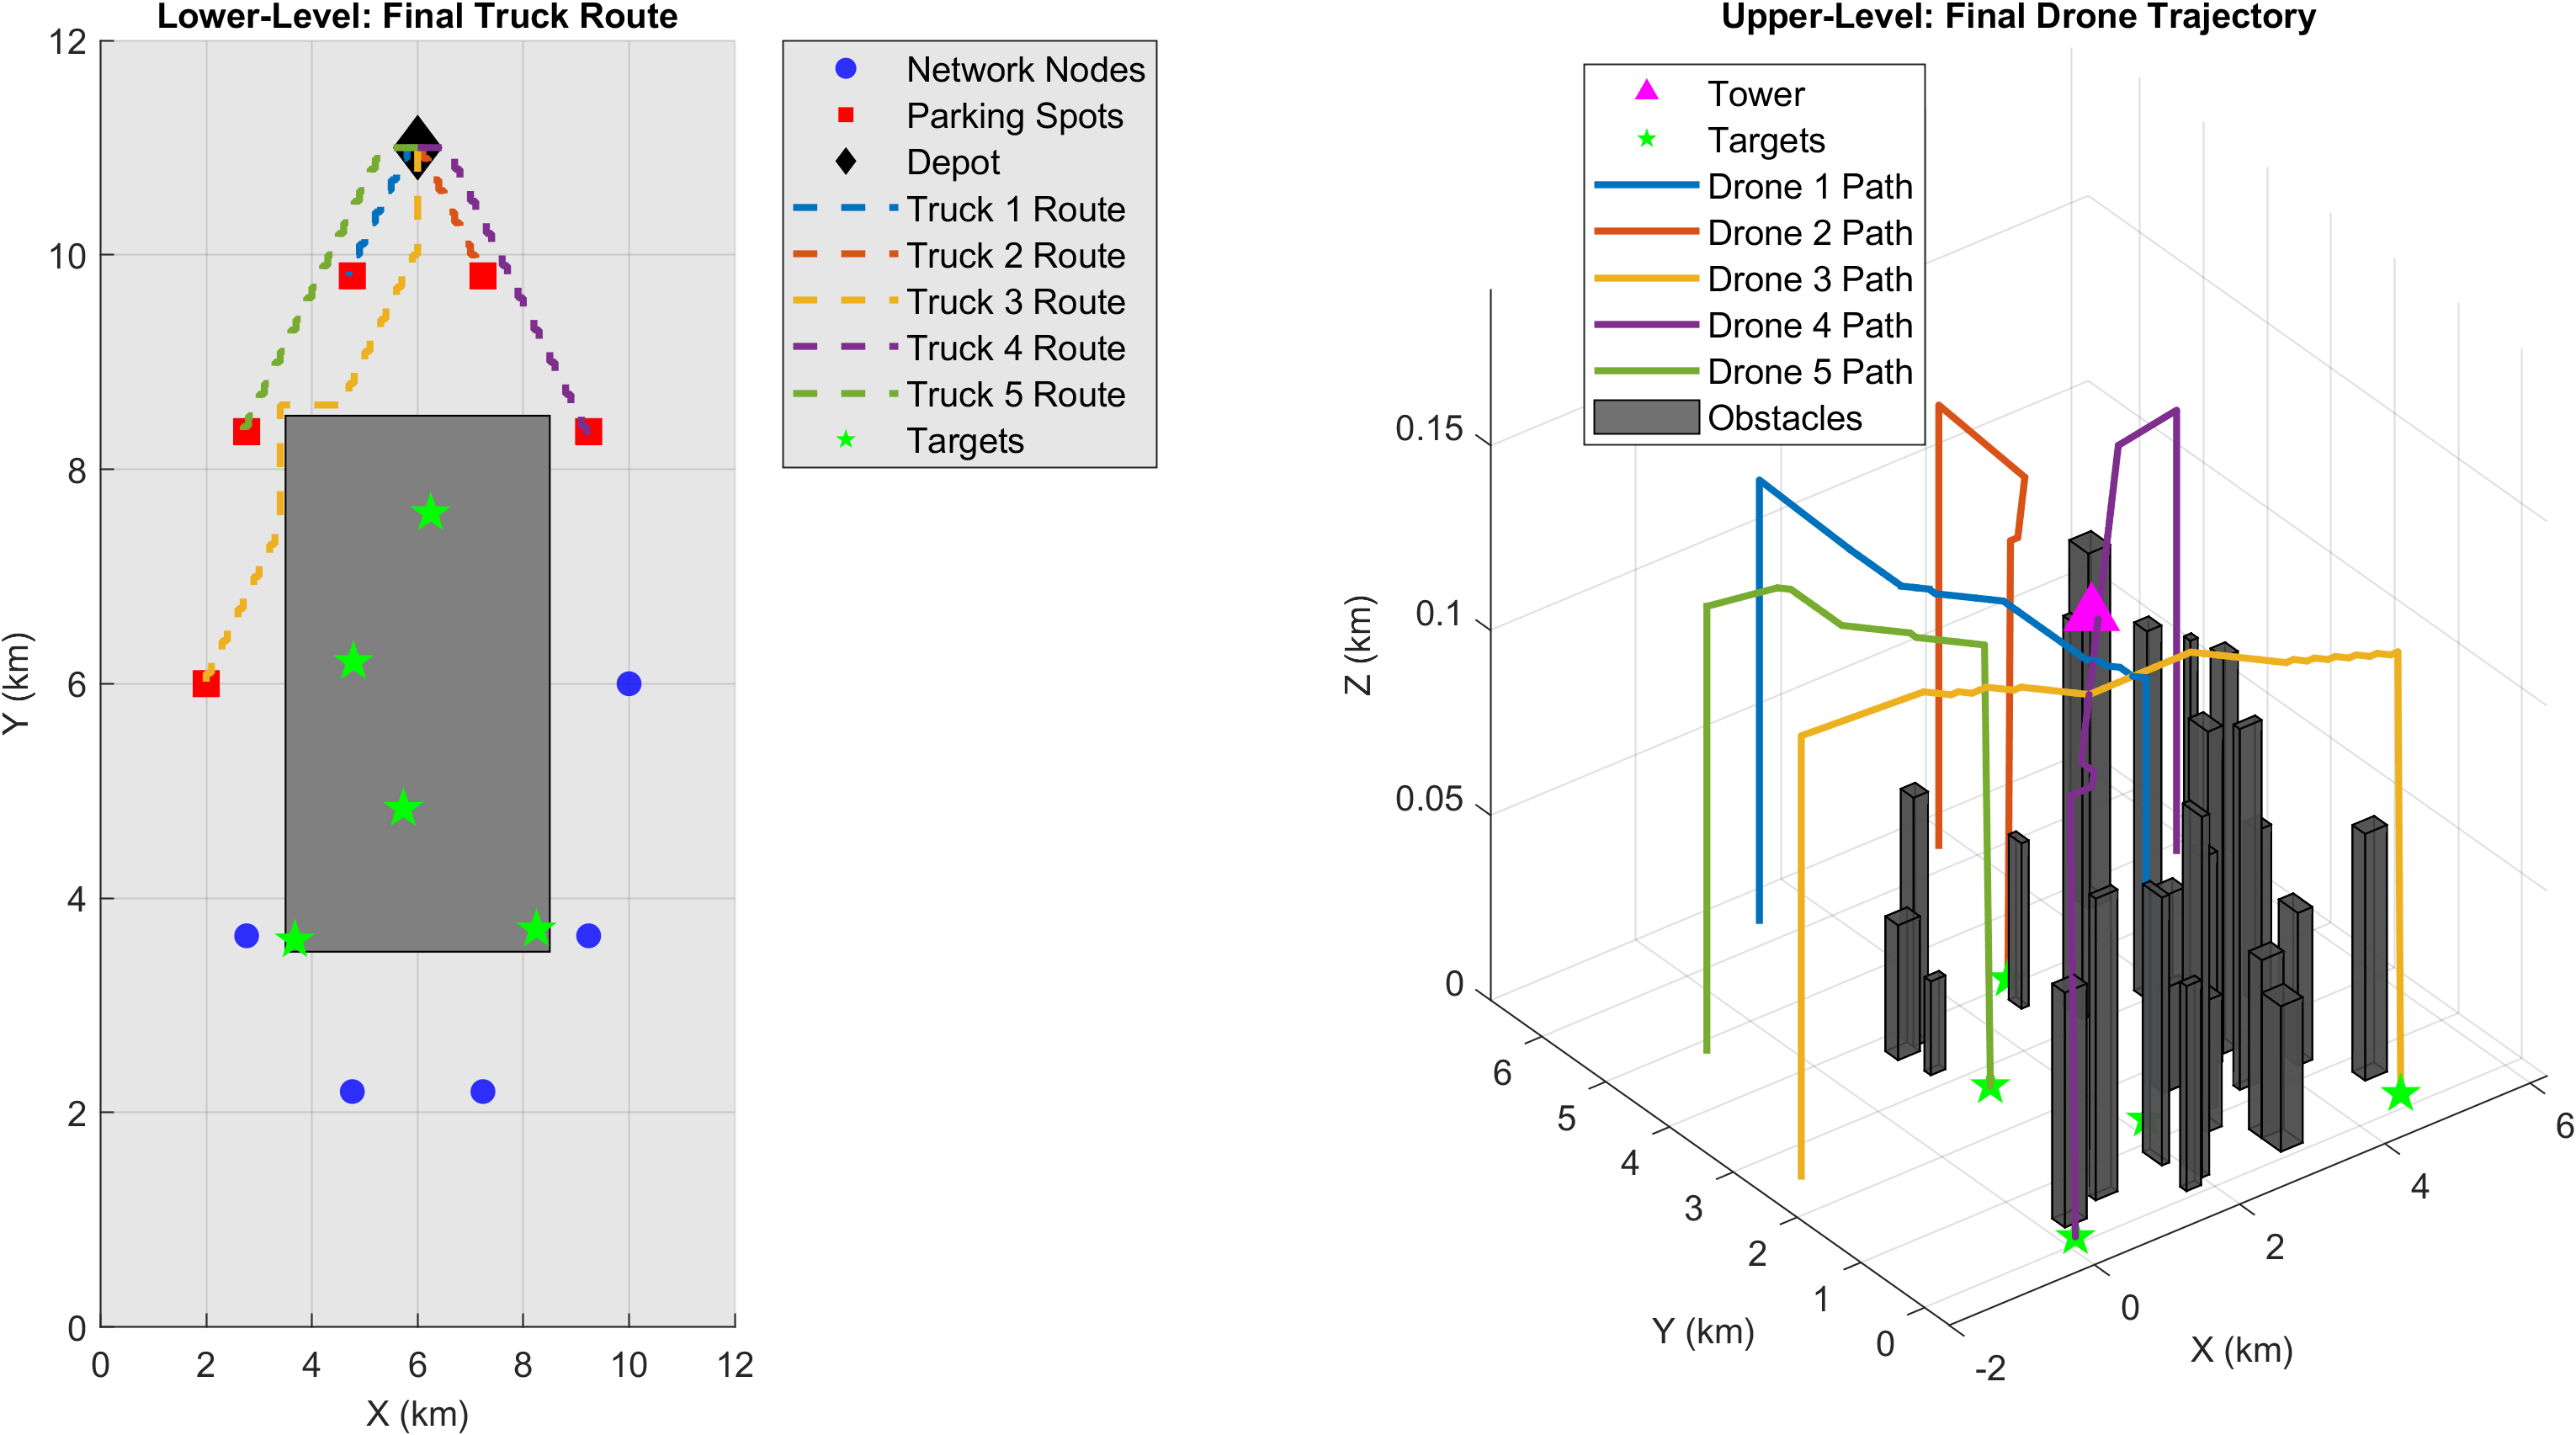 Lower-Level: Final Truck Route
12
10
8
6
4
2
0
0 2 4 6 8 10 12
X (km)
Y (km)
Network Nodes
Parking Spots
Depot
Truck 1 Route
Truck 2 Route
Truck 3 Route
Truck 4 Route
Truck 5 Route
Targets
Upper-Level: Final Drone Trajectory
Tower
Targets
Drone 1 Path
Drone 2 Path
Drone 3 Path
Drone 4 Path
Drone 5 Path
Obstacles
0.15
0.1
0.05
0
Z (km)
6
5
4
3
2
1
0
Y (km)
-2
0
2
4
6
X (km)